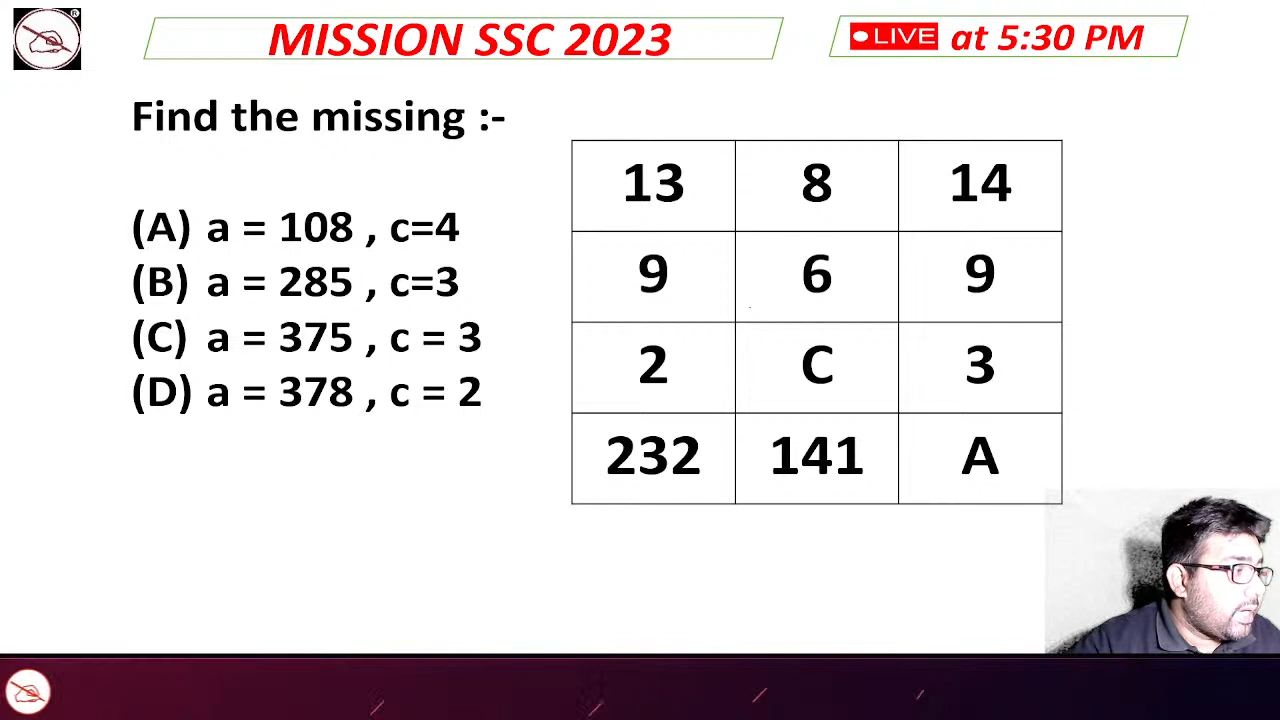 MISSION SSC 2023
LIVE at 5:30 PM
Find the missing :-
(A) a = 108 , c=4
(B) a = 285 , c=3
(C) a = 375 , c = 3
(D) a = 378 , c = 2
13 8 14
9 6 9
2 C 3
232 141 A